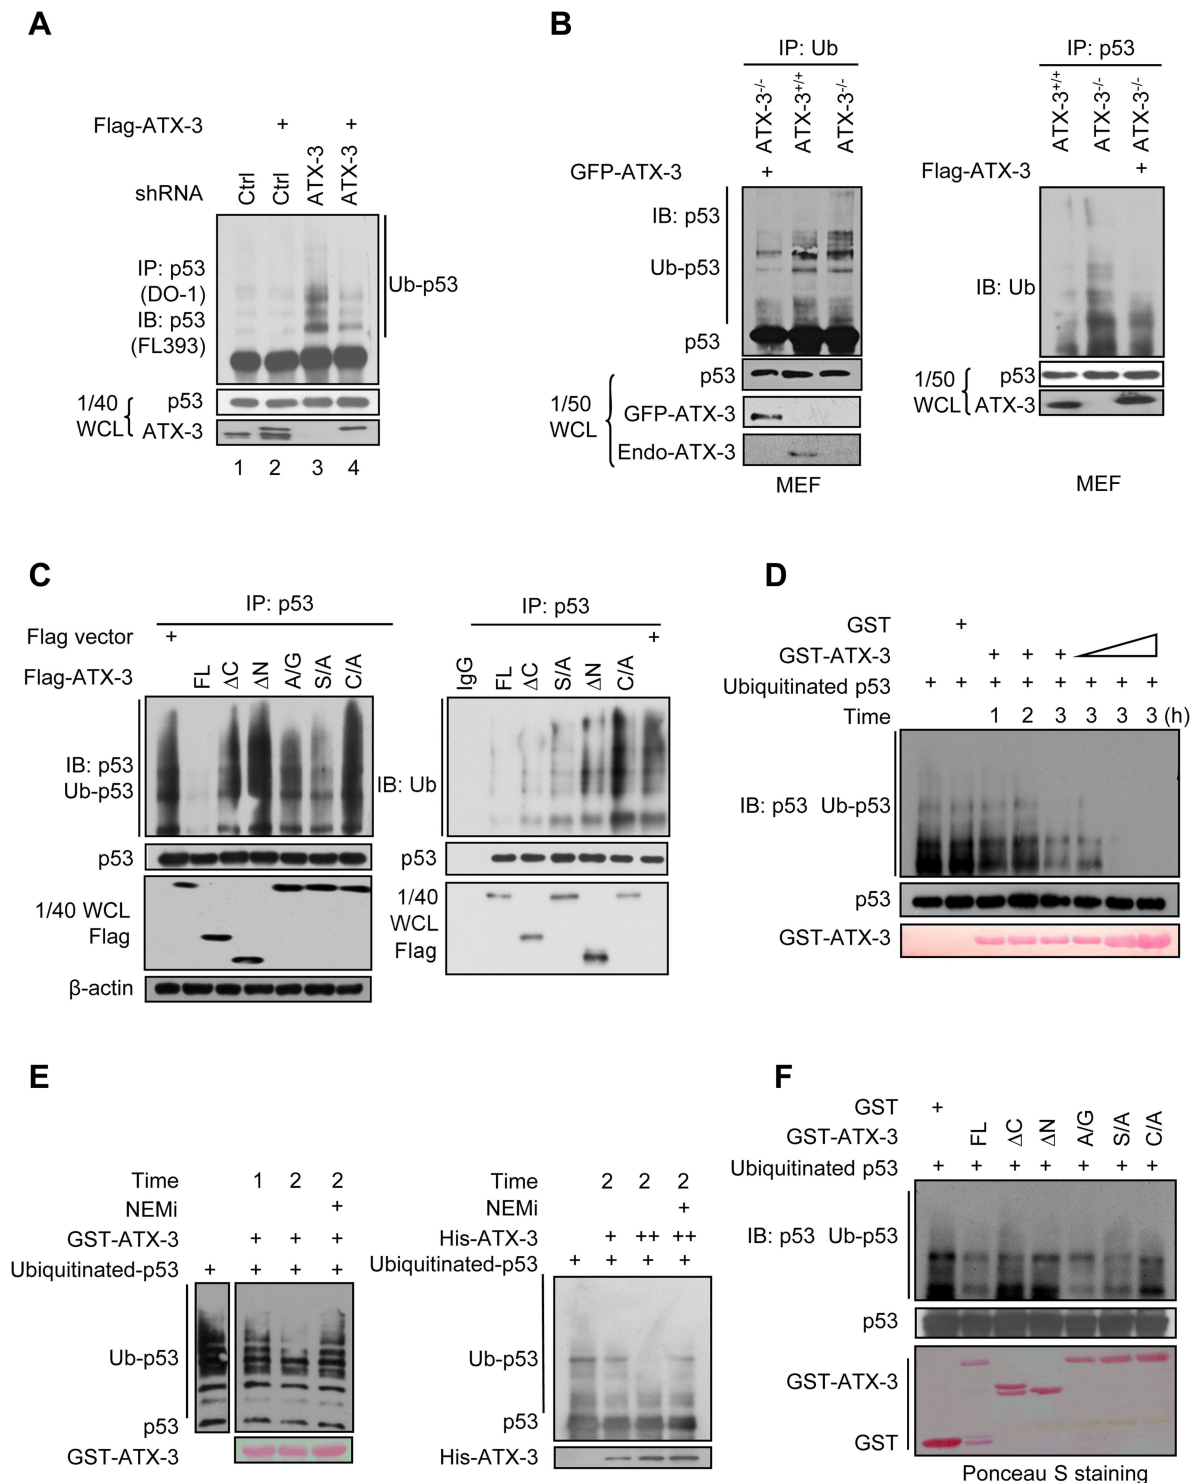 A
Flag-ATX-3 + +
shRNA Ctrl Ctrl ATX-3 ATX-3
IP: p53
(DO-1)
IB: p53
(FL393)
Ub-p53
1/40
WCL
p53
ATX-3
1 2 3 4
B
IP: Ub
ATX-3-/- ATX-3+/+ ATX-3-/-
GFP-ATX-3 +
IB: p53
Ub-p53
p53
1/50
WCL
p53
GFP-ATX-3
Endo-ATX-3
MEF
IP: p53
ATX-3+/+ ATX-3-/- ATX-3-/-
Flag-ATX-3 +
IB: Ub
1/50
WCL
p53
ATX-3
MEF
C
IP: p53
Flag vector +
Flag-ATX-3 FL ΔC ΔN A/G S/A C/A
IB: p53
Ub-p53
p53
1/40 WCL
Flag
β-actin
IP: p53
+
IgG FL ΔC S/A ΔN C/A
IB: Ub
p53
1/40
WCL
Flag
D
GST +
GST-ATX-3 + + +
Ubiquitinated p53 + + + + + + + +
Time 1 2 3 3 3 3 (h)
IB: p53 Ub-p53
p53
GST-ATX-3
E
Time 1 2 2
NEMi +
GST-ATX-3 + + +
Ubiquitinated-p53 + + + +
Ub-p53
p53
GST-ATX-3
Time 2 2 2
NEMi +
His-ATX-3 + ++ ++
Ubiquitinated-p53 + + + +
Ub-p53
p53
His-ATX-3
F
GST +
GST-ATX-3 FL ΔC ΔN A/G S/A C/A
Ubiquitinated p53 + + + + + + +
IB: p53 Ub-p53
p53
GST-ATX-3
GST
Ponceau S staining